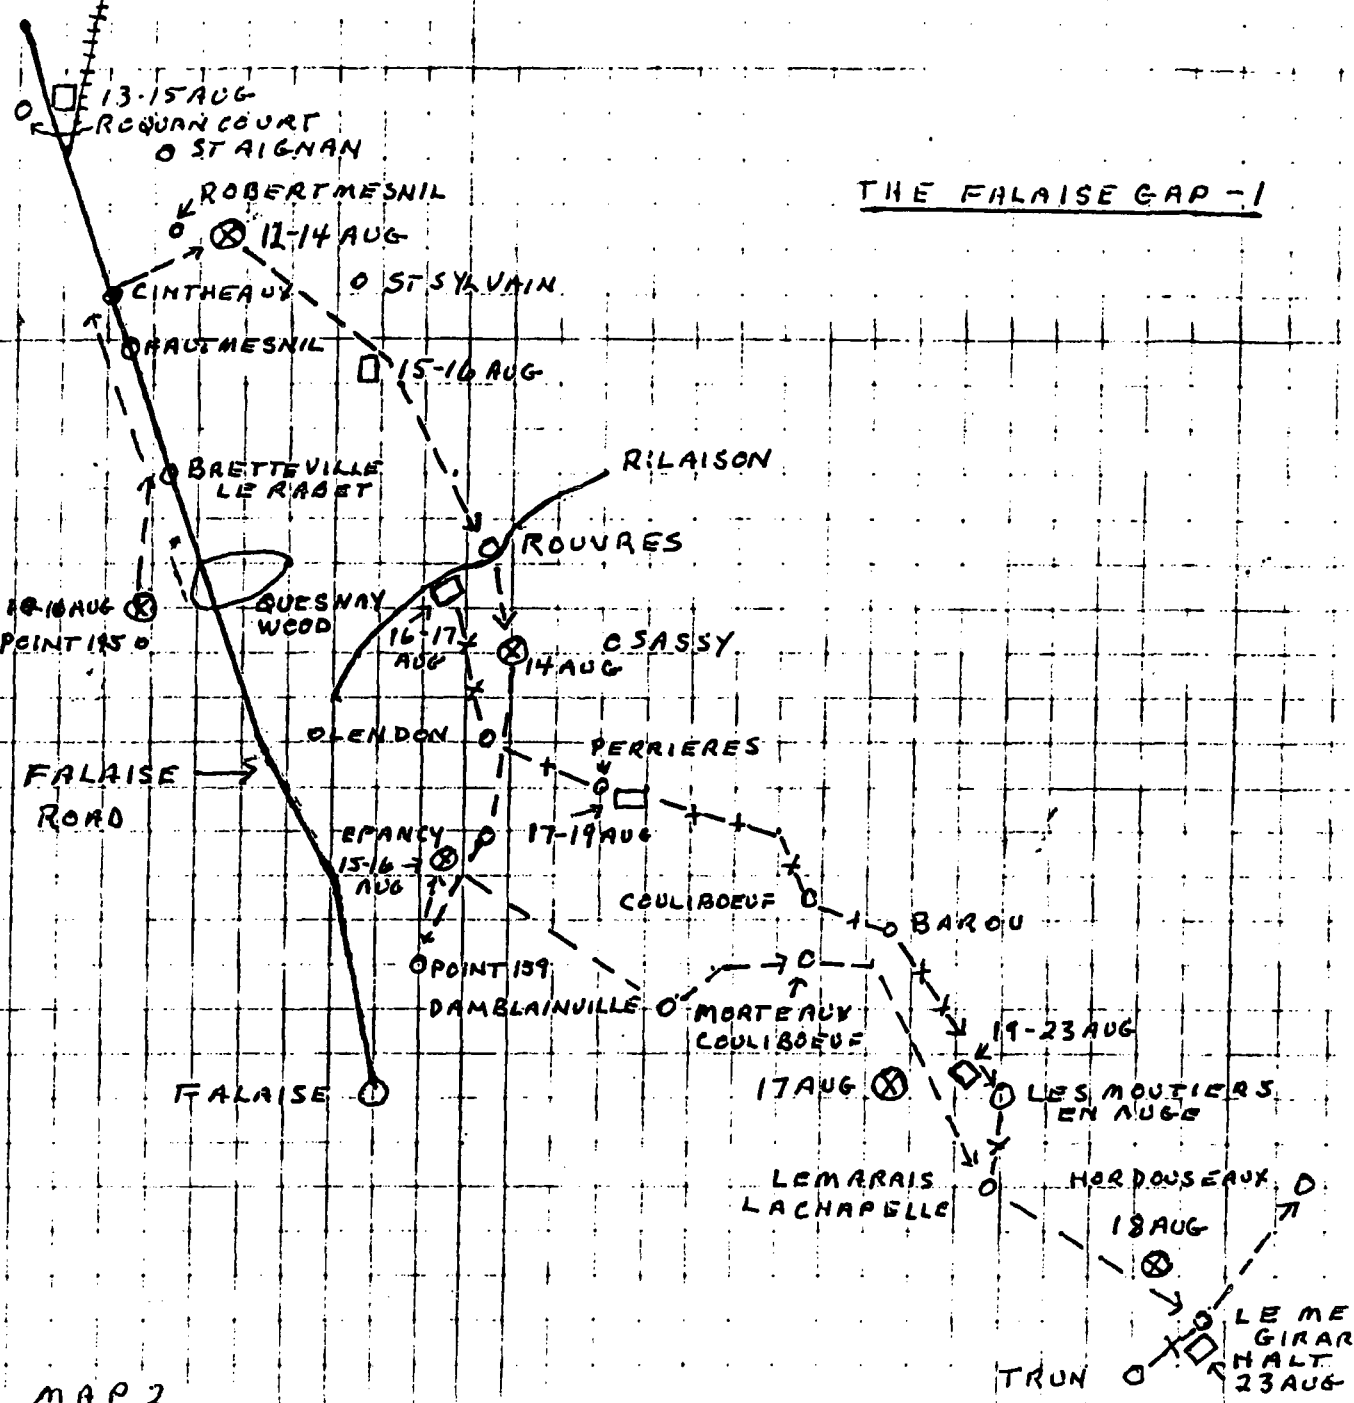 13-15 AUG
ROQUANCOURT
ST AIGNAN
ROBERTMESNIL
THE FALAISE GAP - 1
12-14 AUG
ST SYLVAIN
CINTHEAUX
HAUTMESNIL
15-16 AUG
BRETTEVILLE
LE RABET
R. LAISON
ROUVRES
QUESNAY
WOOD
AUG
POINT 195
16-17
AUG
SASSY
14 AUG
OLENDON
PERRIERES
FALAISE
ROAD
EPANCY
17-19 AUG
15-16
AUG
COULIBOEUF
BAROU
POINT 159
DAMBLAINVILLE
MORTEAUX
COULIBOEUF
19-23 AUG
17 AUG
FALAISE
LES MOUTIERS
EN AUGE
LEMARAIS
LACHAPELLE
HORDOUSEAUX
18 AUG
LE ME
GIRAR
HALT
23 AUG
TRUN
MAP 2